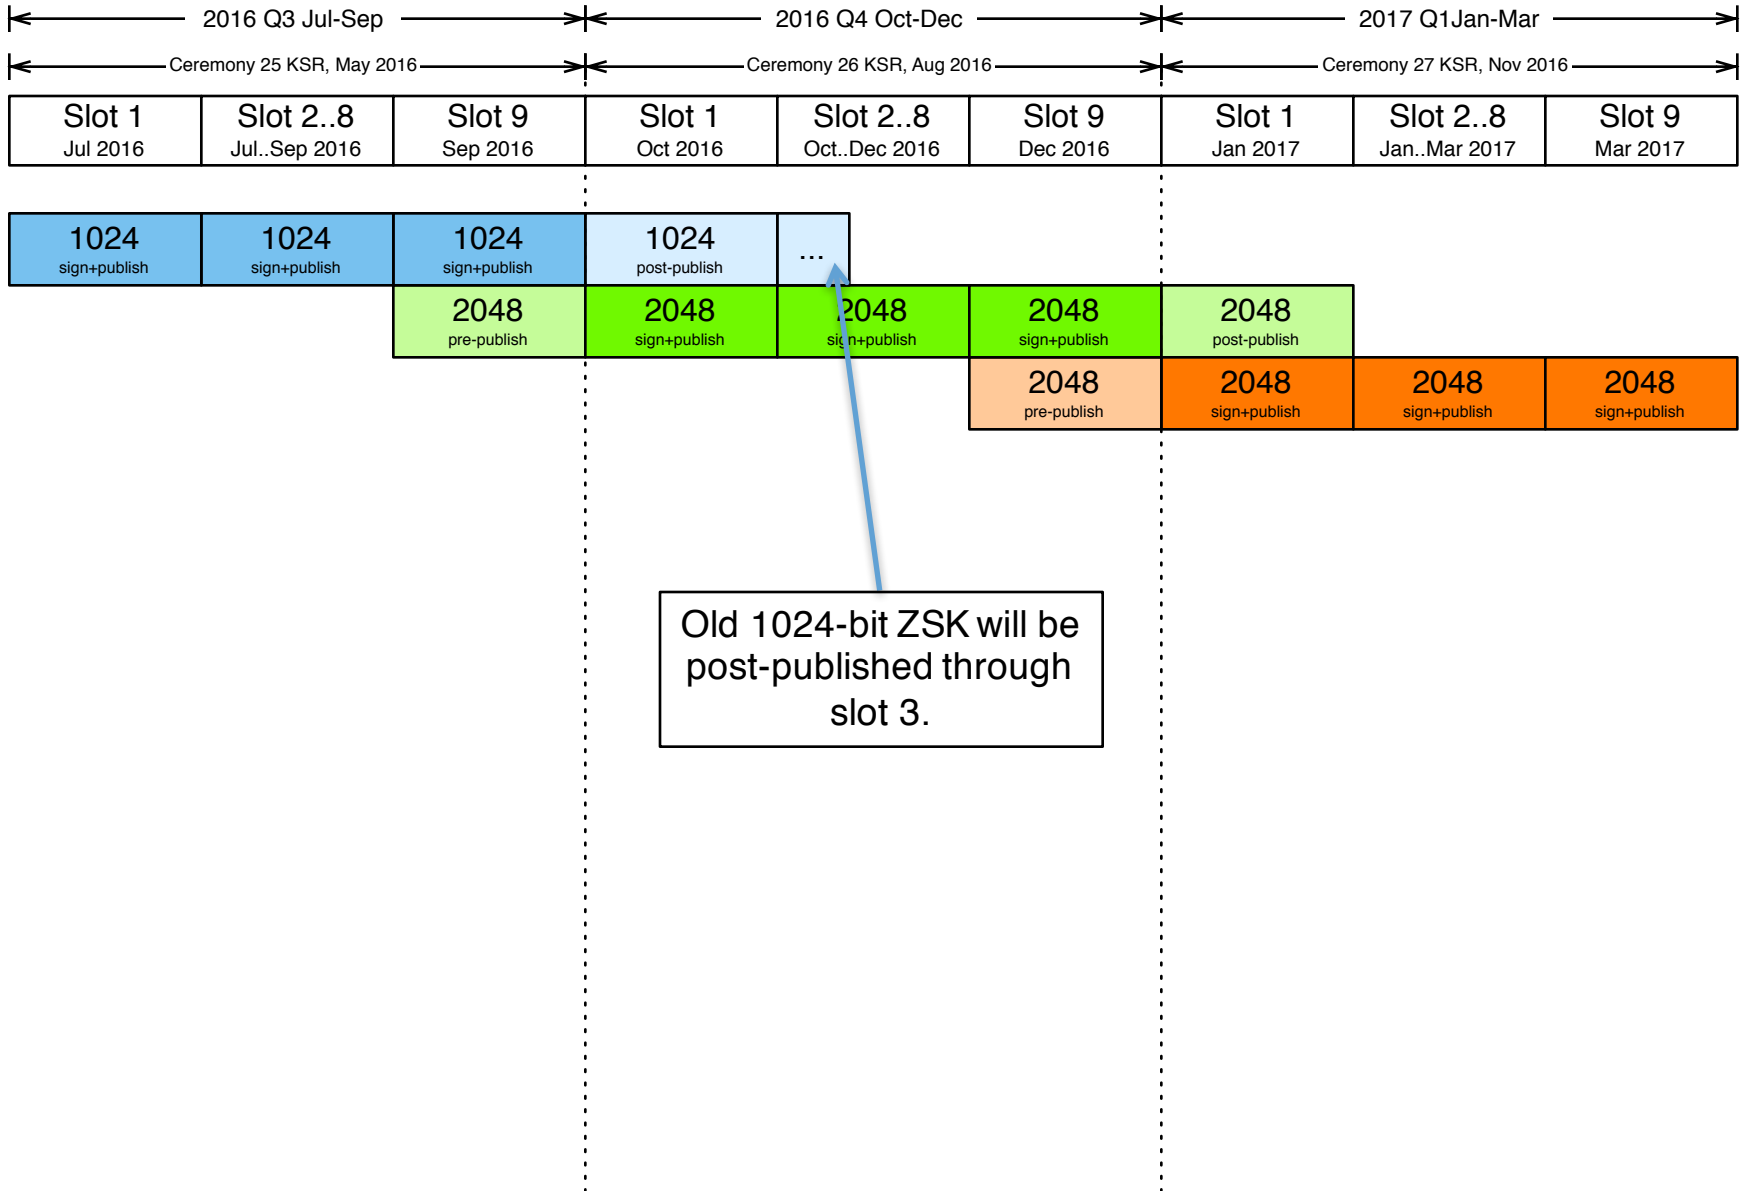 2016 Q3 Jul-Sep
2016 Q4 Oct-Dec
2017 Q1Jan-Mar
Ceremony 25 KSR, May 2016
Ceremony 26 KSR, Aug 2016
Ceremony 27 KSR, Nov 2016
Slot 1
Jul 2016
Slot 2..8
Jul..Sep 2016
Slot 9
Sep 2016
Slot 1
Oct 2016
Slot 2..8
Oct..Dec 2016
Slot 9
Dec 2016
Slot 1
Jan 2017
Slot 2..8
Jan..Mar 2017
Slot 9
Mar 2017
1024
sign+publish
1024
sign+publish
1024
sign+publish
1024
post-publish
...
2048
pre-publish
2048
sign+publish
2048
sign+publish
2048
sign+publish
2048
post-publish
2048
pre-publish
2048
sign+publish
2048
sign+publish
2048
sign+publish
Old 1024-bit ZSK will be
post-published through
slot 3.